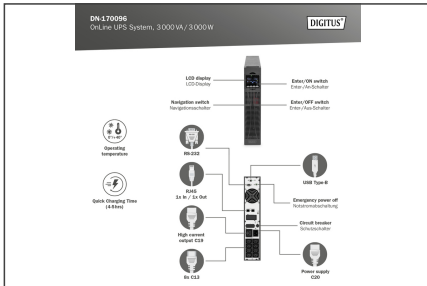 DN-170096
OnLine UPS System, 3000 VA / 3000 W
DIGITUS®
LCD display
LCD-Display
Enter/ON switch
Enter-/An-Schalter
Navigation switch
Navigationsschalter
Enter/OFF switch
Enter-/Aus-Schalter
Operating
temperature
RS-232
USB Type-B
Quick Charging Time
(4-5hrs)
RJ45
1x in / 1x Out
Emergency power off
Notstromabschaltung
High current
output C19
Circuit breaker
Schutzschalter
8x C13
Power supply
C20